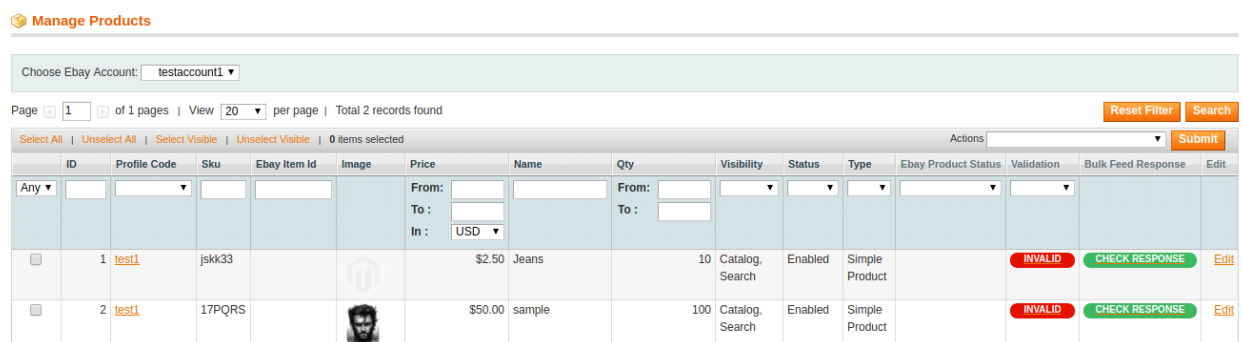 Manage Products
Choose Ebay Account: testaccount1
Page 1 of 1 pages | View 20 per page | Total 2 records found Reset Filter Search
Select All | Unselect All | Select Visible | Unselect Visible | 0 items selected Actions Submit
ID Profile Code Sku Ebay Item Id Image Price Name Qty Visibility Status Type Ebay Product Status Validation Bulk Feed Response Edit
Any From: From:
To : To :
In : USD
1 test1 jskk33 $2.50 Jeans 10 Catalog, Enabled Simple INVALID CHECK RESPONSE Edit
Search Product
2 test1 17PQRS $50.00 sample 100 Catalog, Enabled Simple INVALID CHECK RESPONSE Edit
Search Product